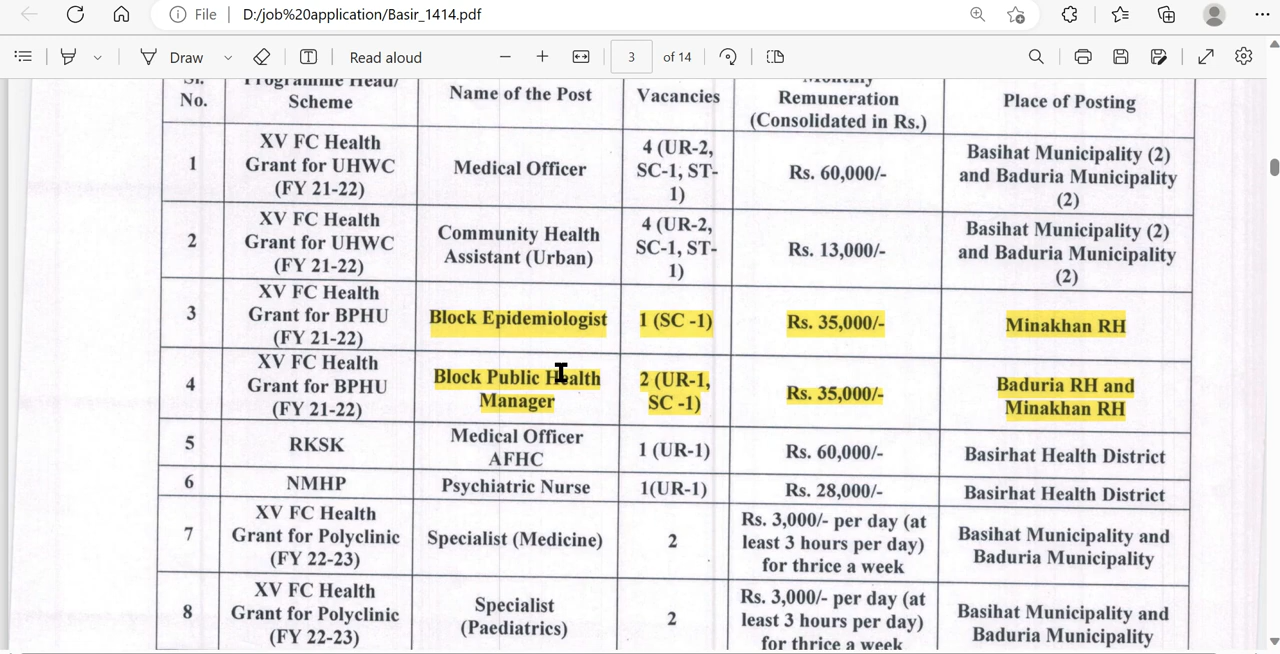 File D:/job%20application/Basir_1414.pdf
Draw Read aloud 3 of 14
Sl. No.
Programme Head/ Scheme
Name of the Post
Vacancies
Monthly Remuneration (Consolidated in Rs.)
Place of Posting
1
XV FC Health
Grant for UHWC
(FY 21-22)
Medical Officer
4 (UR-2,
SC-1, ST-
1)
Rs. 60,000/-
Basihat Municipality (2)
and Baduria Municipality
(2)
2
XV FC Health
Grant for UHWC
(FY 21-22)
Community Health
Assistant (Urban)
4 (UR-2,
SC-1, ST-
1)
Rs. 13,000/-
Basihat Municipality (2)
and Baduria Municipality
(2)
3
XV FC Health
Grant for BPHU
(FY 21-22)
Block Epidemiologist
1 (SC -1)
Rs. 35,000/-
Minakhan RH
4
XV FC Health
Grant for BPHU
(FY 21-22)
Block Public Health
Manager
2 (UR-1,
SC -1)
Rs. 35,000/-
Baduria RH and
Minakhan RH
5
RKSK
Medical Officer
AFHC
1 (UR-1)
Rs. 60,000/-
Basirhat Health District
6
NMHP
Psychiatric Nurse
1(UR-1)
Rs. 28,000/-
Basirhat Health District
7
XV FC Health
Grant for Polyclinic
(FY 22-23)
Specialist (Medicine)
2
Rs. 3,000/- per day (at
least 3 hours per day)
for thrice a week
Basihat Municipality and
Baduria Municipality
8
XV FC Health
Grant for Polyclinic
(FY 22-23)
Specialist
(Paediatrics)
2
Rs. 3,000/- per day (at
least 3 hours per day)
for thrice a week
Basihat Municipality and
Baduria Municipality